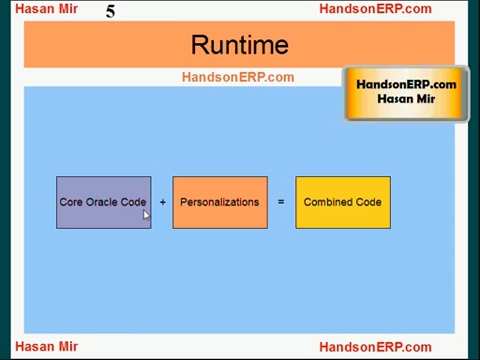 Hasan Mir 5 HandsonERP.com
Runtime
HandsonERP.com
HandsonERP.com
Hasan Mir
Core Oracle Code + Personalizations = Combined Code
Hasan Mir HandsonERP.com